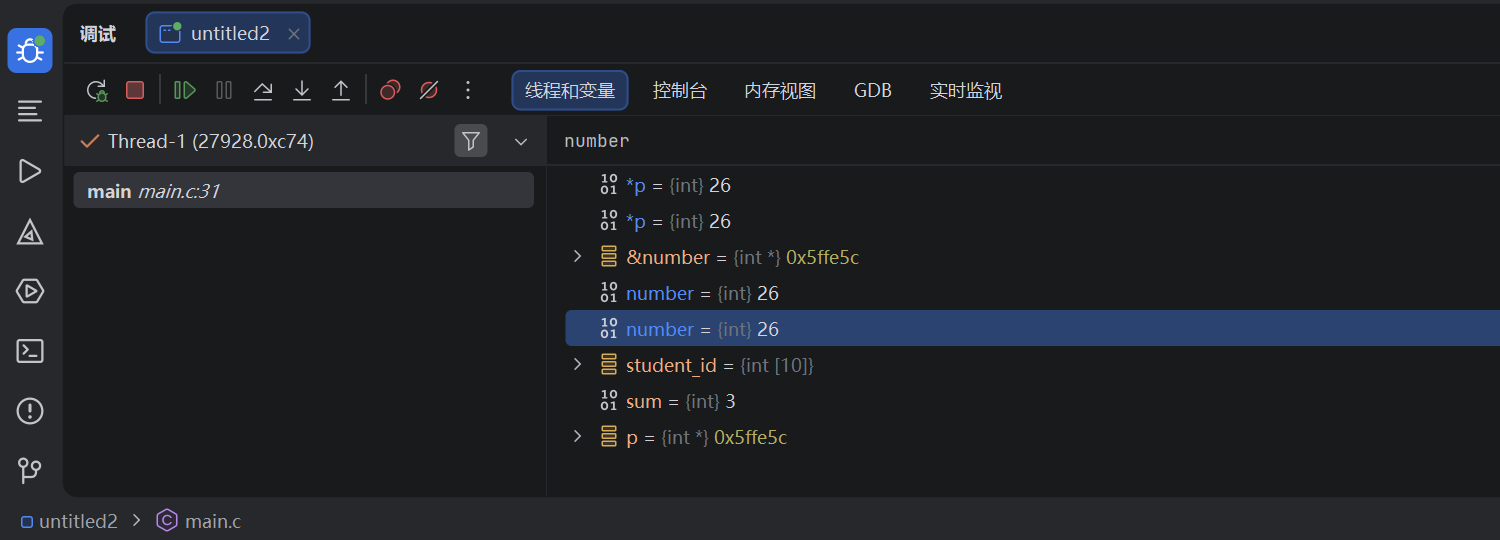 调试 untitled2
线程和变量 控制台 内存视图 GDB 实时监视
Thread-1 (27928.0xc74)
main main.c:31
number
*p = {int} 26
*p = {int} 26
&number = {int *} 0x5ffe5c
number = {int} 26
number = {int} 26
student_id = {int [10]}
sum = {int} 3
p = {int *} 0x5ffe5c
untitled2 > main.c